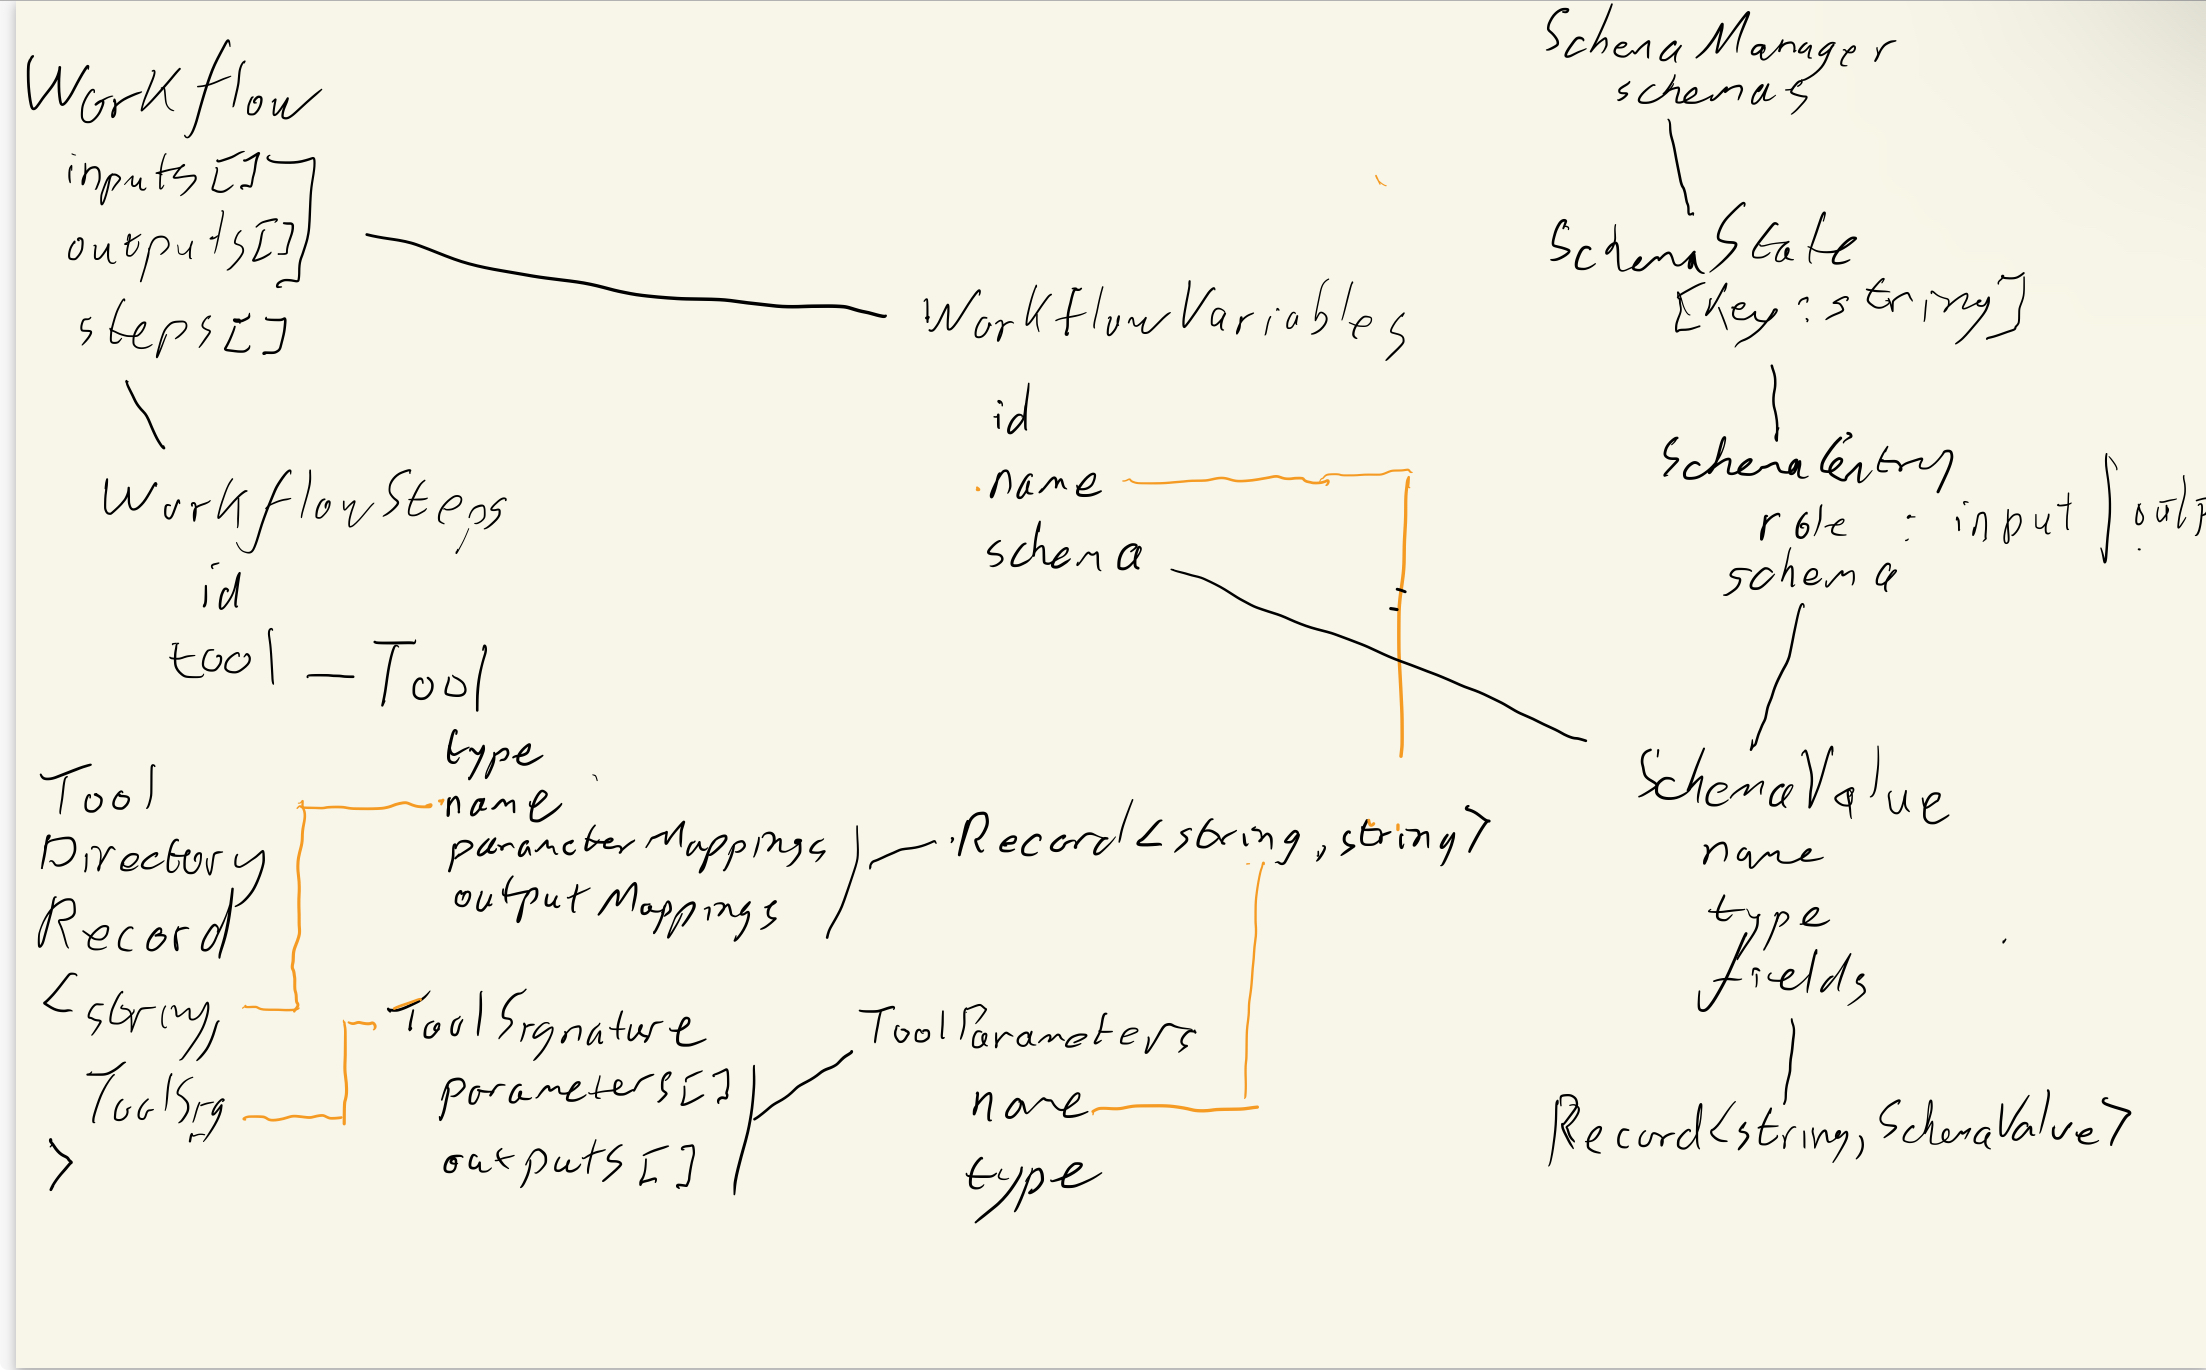 Workflow
inputs[]
outputs[]
steps[]
WorkflowSteps
id
tool — Tool
type
name
parameterMappings
outputMappings
Record<string, string>
Tool
Directory
Record
<string,
ToolSig
>
ToolSignature
parameters[]
outputs[]
ToolParameters
name
type
WorkflowVariables
id
name
schema
SchemaManager
schemas
SchemaState
[key: string]
SchemaEntry
role : input | outp
schema
SchemaValue
name
type
fields
Record<string, SchemaValue>